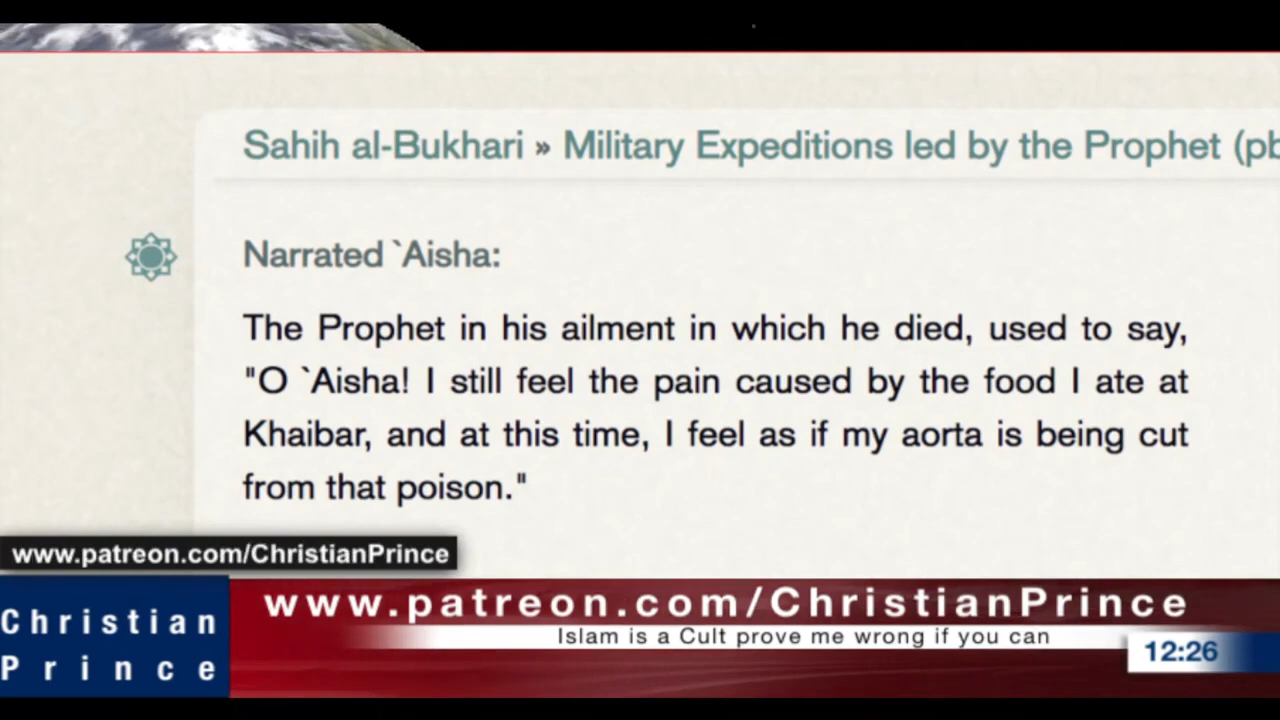 Sahih al-Bukhari » Military Expeditions led by the Prophet (pb
Narrated `Aisha:
The Prophet in his ailment in which he died, used to say,
"O `Aisha! I still feel the pain caused by the food I ate at
Khaibar, and at this time, I feel as if my aorta is being cut
from that poison."
www.patreon.com/ChristianPrince
Christian
Prince
www.patreon.com/ChristianPrince
Islam is a Cult prove me wrong if you can
12:26